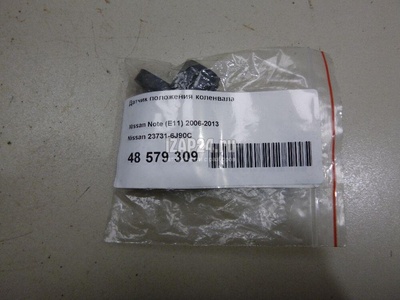 Датчик положения коленвала
Nissan Note (E11) 2006-2013
Nissan 23731-6J90C
48 579 309